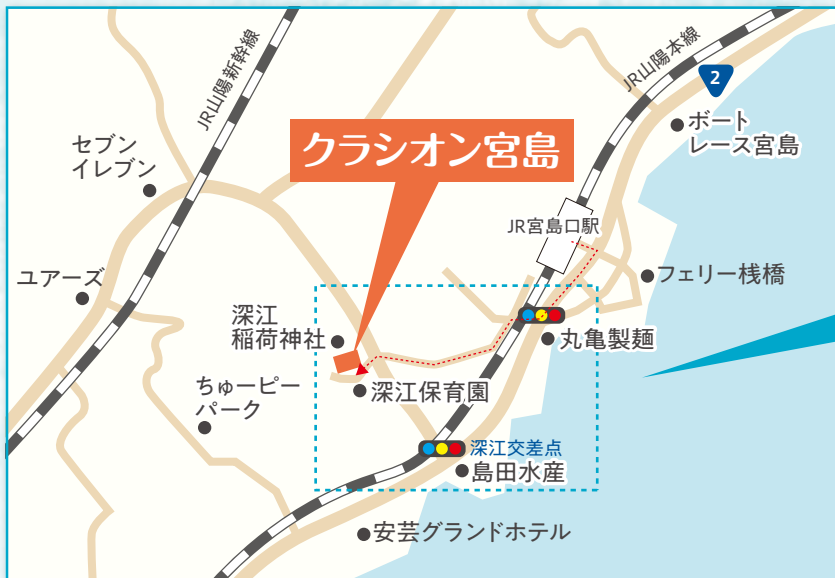 JR山陽新幹線
JR山陽本線
2
ボート
レース宮島
セブン
イレブン
クラシオン宮島
JR宮島口駅
フェリー桟橋
ユアーズ
深江
稲荷神社
丸亀製麺
ちゅーピー
パーク
深江保育園
深江交差点
島田水産
安芸グランドホテル